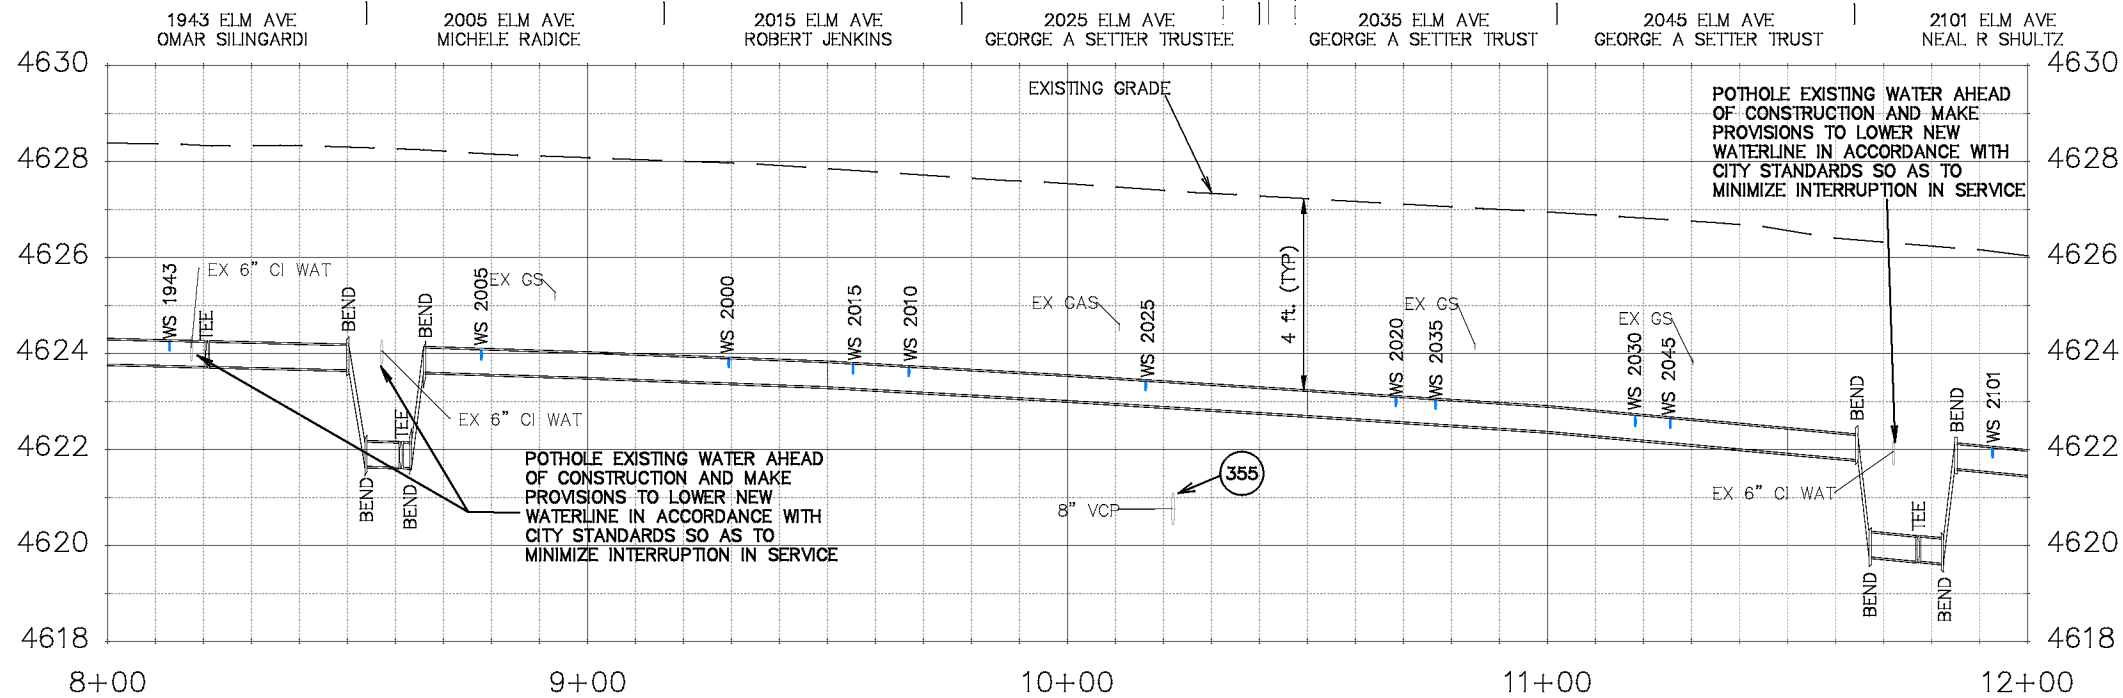 1943 ELM AVE
OMAR SILINGARDI
2005 ELM AVE
MICHELE RADICE
2015 ELM AVE
ROBERT JENKINS
2025 ELM AVE
GEORGE A SETTER TRUSTEE
2035 ELM AVE
GEORGE A SETTER TRUST
2045 ELM AVE
GEORGE A SETTER TRUST
2101 ELM AVE
NEAL R SHULTZ
4630
4630
EXISTING GRADE
POTHOLE EXISTING WATER AHEAD
OF CONSTRUCTION AND MAKE
PROVISIONS TO LOWER NEW
WATERLINE IN ACCORDANCE WITH
CITY STANDARDS SO AS TO
MINIMIZE INTERRUPTION IN SERVICE
4628
4628
4626
4626
WS 1943
EX 6" CI WAT
TEE
BEND
BEND
WS 2005
EX GS
WS 2000
WS 2015
WS 2010
EX GAS
WS 2025
4 ft. (TYP)
WS 2020
EX GS
WS 2035
WS 2030
EX GS
WS 2045
BEND
BEND
WS 2101
4624
4624
EX 6" CI WAT
TEE
BEND
BEND
4622
4622
POTHOLE EXISTING WATER AHEAD
OF CONSTRUCTION AND MAKE
PROVISIONS TO LOWER NEW
WATERLINE IN ACCORDANCE WITH
CITY STANDARDS SO AS TO
MINIMIZE INTERRUPTION IN SERVICE
355
8" VCP
EX 6" CI WAT
TEE
BEND
BEND
4620
4620
4618
4618
8+00
9+00
10+00
11+00
12+00